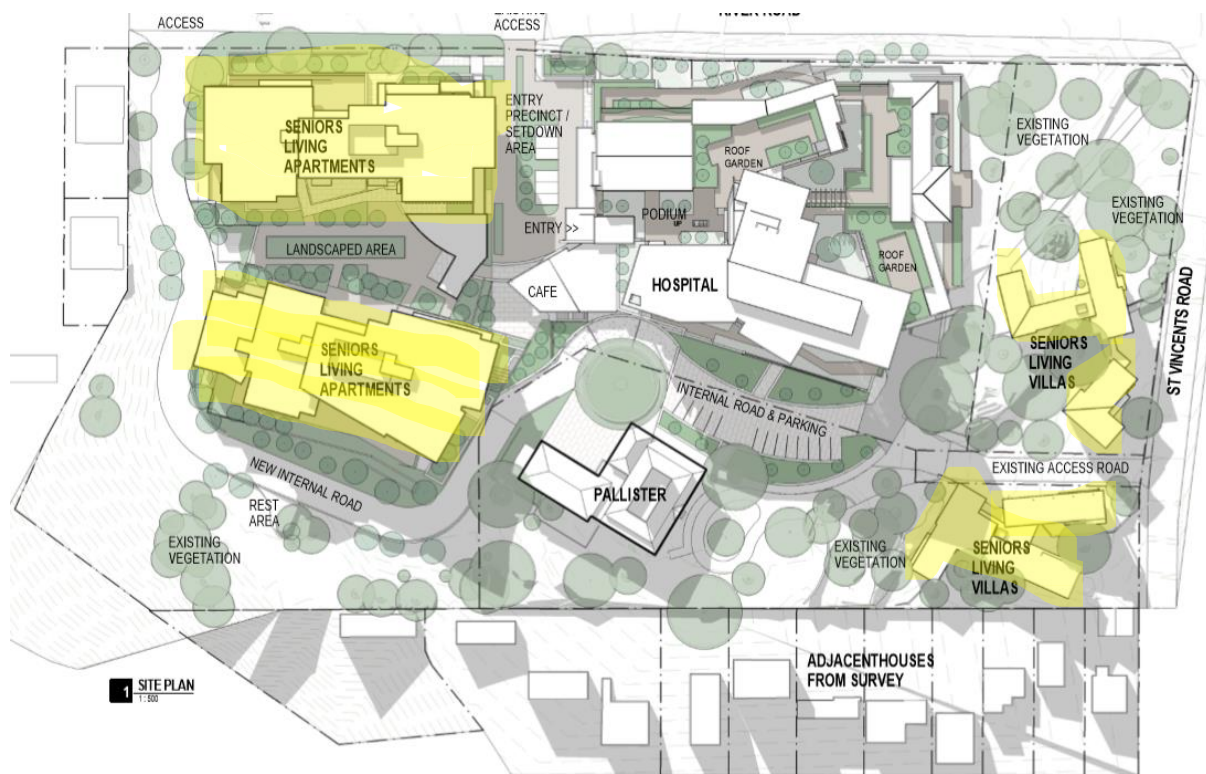 ACCESS
EXISTING
ACCESS
RIVER ROAD
SENIORS
LIVING
APARTMENTS
ENTRY
PRECINCT /
SETDOWN
AREA
ROOF
GARDEN
EXISTING
VEGETATION
EXISTING
VEGETATION
PODIUM
UP
ENTRY >>
LANDSCAPED AREA
ROOF
GARDEN
CAFE
HOSPITAL
SENIORS
LIVING
APARTMENTS
SENIORS
LIVING
VILLAS
ST VINCENTS ROAD
INTERNAL ROAD & PARKING
NEW INTERNAL ROAD
REST
AREA
PALLISTER
EXISTING ACCESS ROAD
EXISTING
VEGETATION
EXISTING
VEGETATION
SENIORS
LIVING
VILLAS
ADJACENTHOUSES
FROM SURVEY
1 SITE PLAN
1 : 500